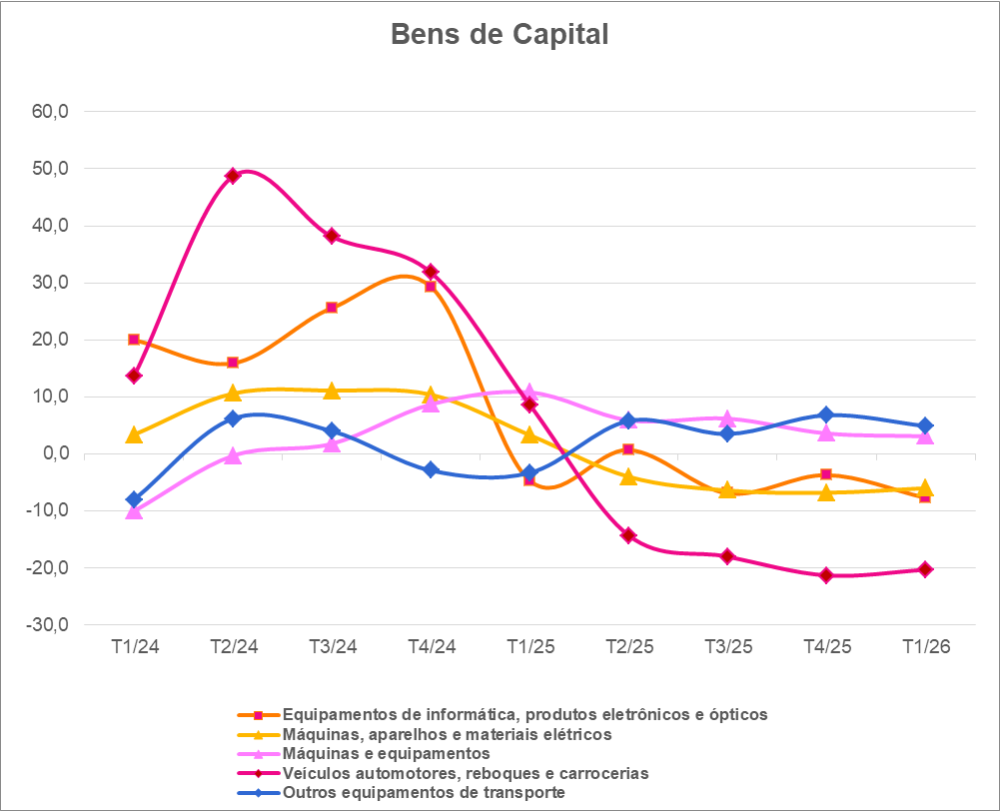 Bens de Capital
60,0
50,0
40,0
30,0
20,0
10,0
0,0
-10,0
-20,0
-30,0
T1/24 T2/24 T3/24 T4/24 T1/25 T2/25 T3/25 T4/25 T1/26
Equipamentos de informática, produtos eletrônicos e ópticos
Máquinas, aparelhos e materiais elétricos
Máquinas e equipamentos
Veículos automotores, reboques e carrocerias
Outros equipamentos de transporte